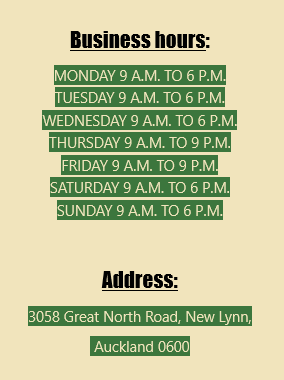 Business hours:
MONDAY 9 A.M. TO 6 P.M.
TUESDAY 9 A.M. TO 6 P.M.
WEDNESDAY 9 A.M. TO 6 P.M.
THURSDAY 9 A.M. TO 9 P.M.
FRIDAY 9 A.M. TO 9 P.M.
SATURDAY 9 A.M. TO 6 P.M.
SUNDAY 9 A.M. TO 6 P.M.
Address:
3058 Great North Road, New Lynn,
Auckland 0600